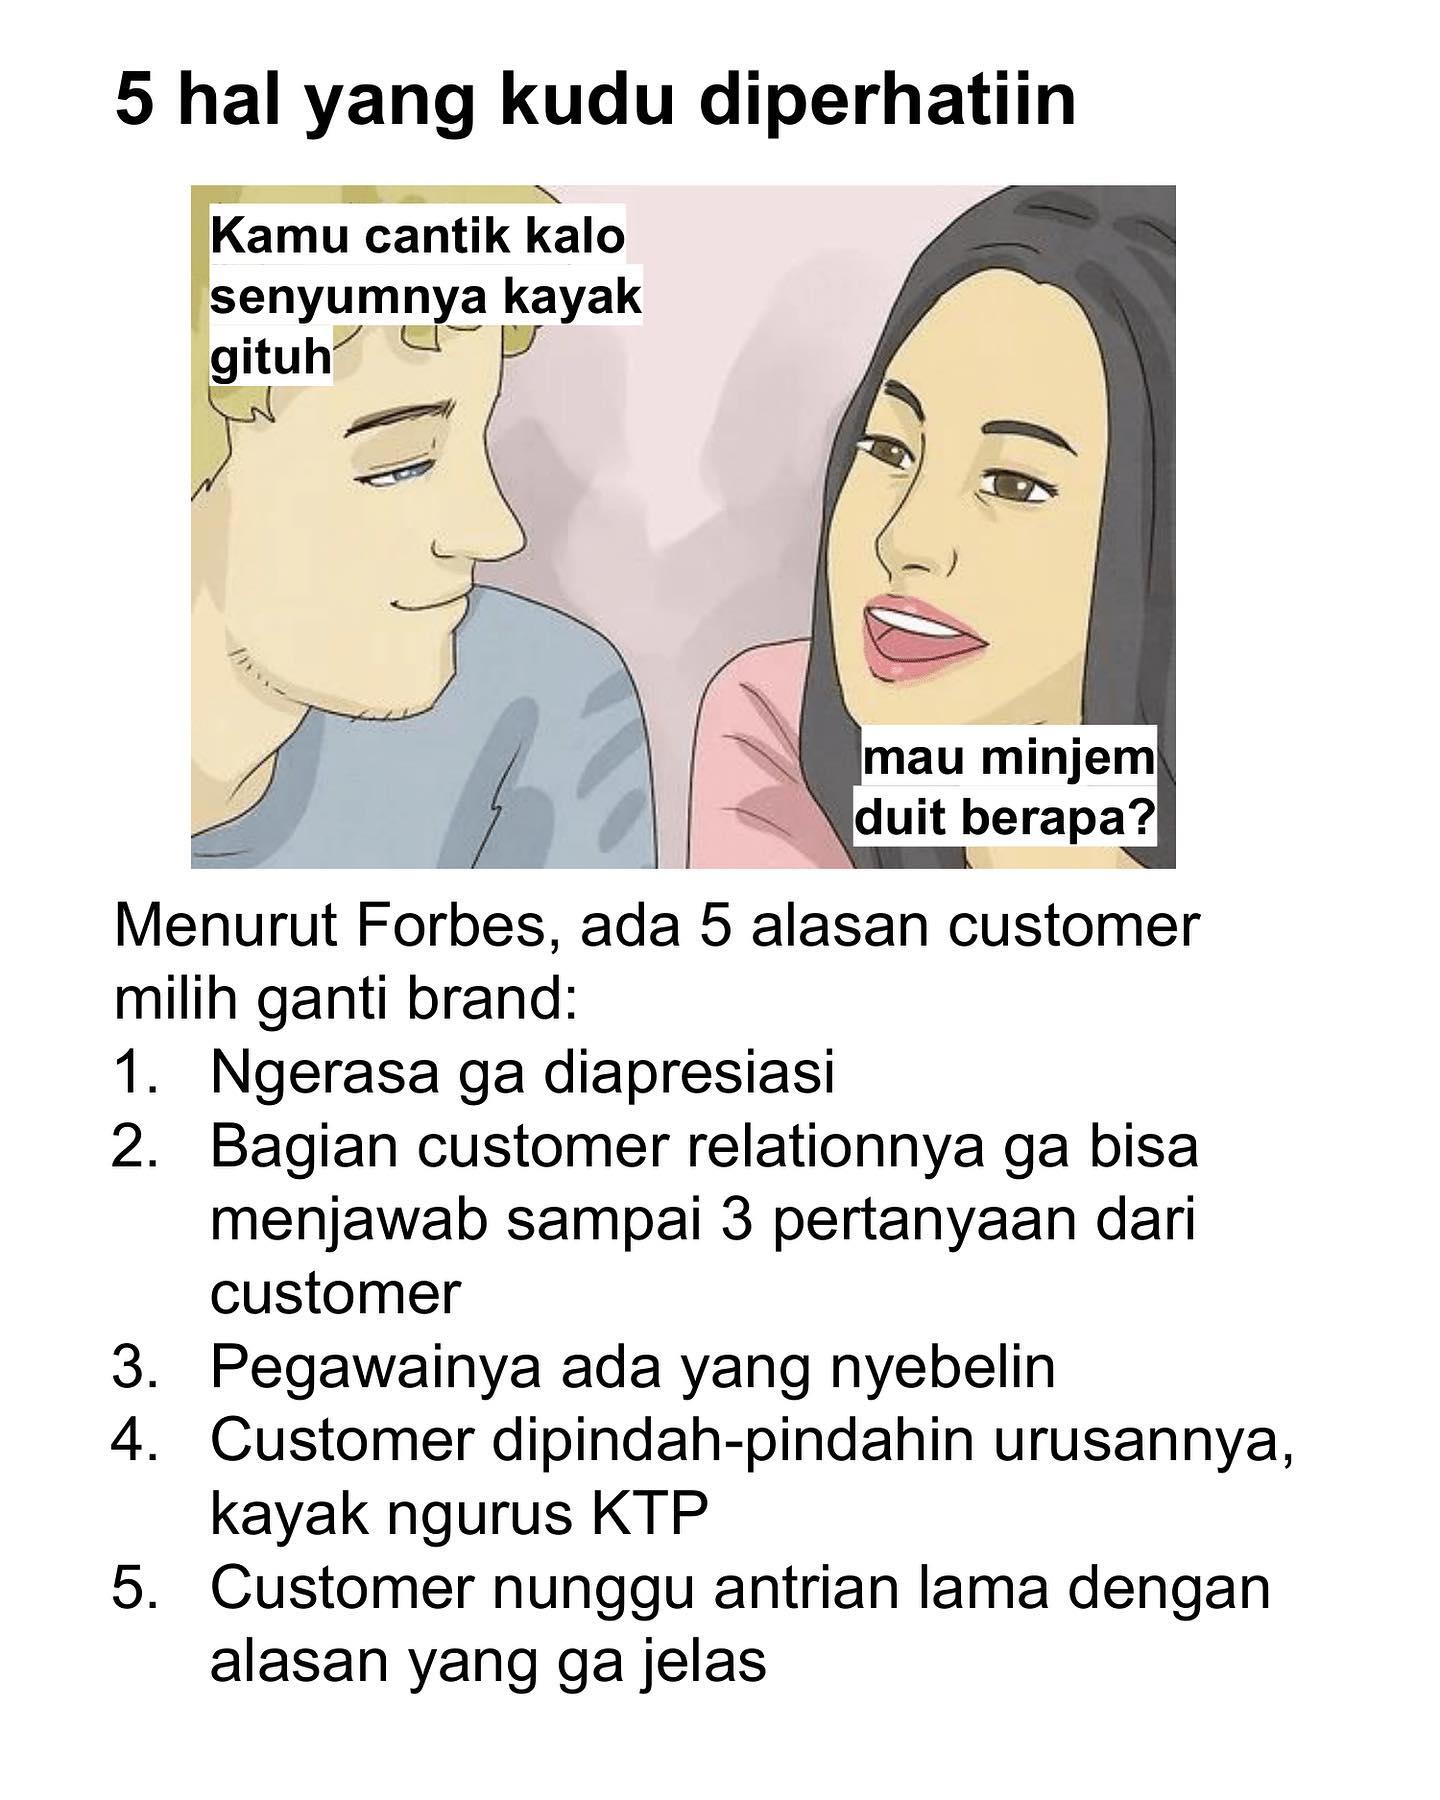 5 hal yang kudu diperhatiin
Kamu cantik kalo
senyumnya kayak
gituh
mau minjem
duit berapa?
Menurut Forbes, ada 5 alasan customer
milih ganti brand:
1. Ngerasa ga diapresiasi
2. Bagian customer relationnya ga bisa
menjawab sampai 3 pertanyaan dari
customer
3. Pegawainya ada yang nyebelin
4. Customer dipindah-pindahin urusannya,
kayak ngurus KTP
5. Customer nunggu antrian lama dengan
alasan yang ga jelas